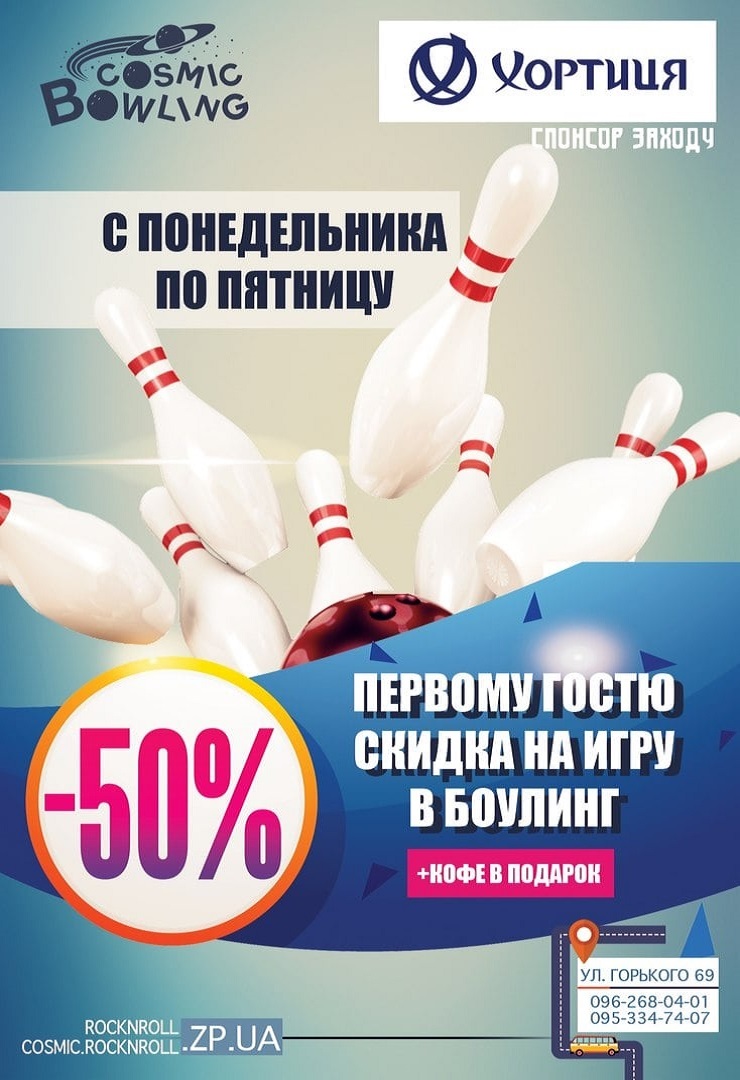 COSMIC
BOWLING
Хортиця
СПОНСОР ЗАХОДУ
С ПОНЕДЕЛЬНИКА
ПО ПЯТНИЦУ
-50%
ПЕРВОМУ ГОСТЮ
СКИДКА НА ИГРУ
В БОУЛИНГ
+КОФЕ В ПОДАРОК
УЛ. ГОРЬКОГО 69
096-268-04-01
095-334-74-07
ROCKNROLL
COSMIC.ROCKNROLL.ZP.UA